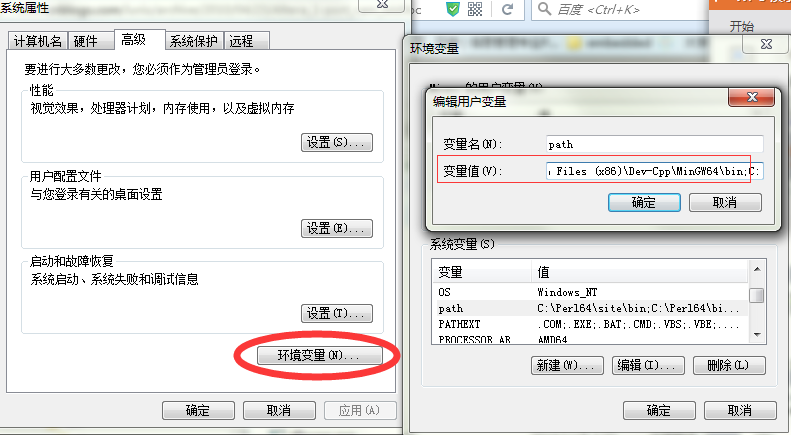 系统属性
计算机名 硬件 高级 系统保护 远程
要进行大多数更改，您必须作为管理员登录。
性能
视觉效果，处理器计划，内存使用，以及虚拟内存
设置(S)...
用户配置文件
与您登录有关的桌面设置
设置(E)...
启动和故障恢复
系统启动、系统失败和调试信息
设置(T)...
环境变量(N)...
确定 取消 应用(A)
百度 <Ctrl+K>
开始
环境变量
的用户变量(U)
编辑用户变量
变量名(N): path
变量值(V): Files (x86)\Dev-Cpp\MinGW64\bin;C:
确定 取消
系统变量(S)
变量 值
OS Windows_NT
path C:\Perl64\site\bin;C:\Perl64\bi...
PATHEXT .COM;.EXE;.BAT;.CMD;.VBS;.VBE;....
PROCESSOR_AR AMD64
新建(W)... 编辑(I)... 删除(L)
确定 取消